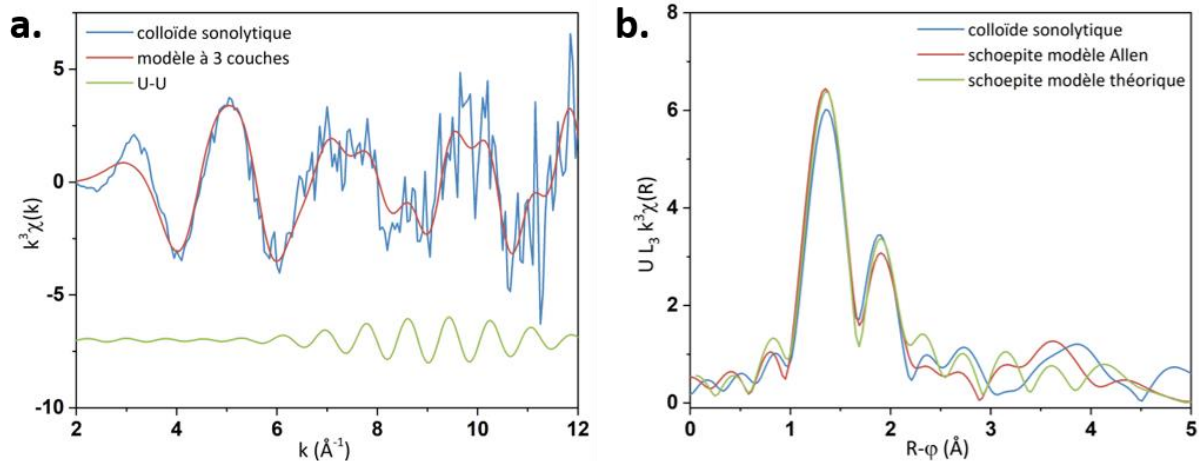 a.
colloïde sonolytique
modèle à 3 couches
U-U
5
0
-5
-10
k³χ(k)
2 4 6 8 10 12
k (Å⁻¹)
b.
colloïde sonolytique
schoepite modèle Allen
schoepite modèle théorique
8
6
4
2
0
U L₃ k³χ(R)
0 1 2 3 4 5
R-φ (Å)